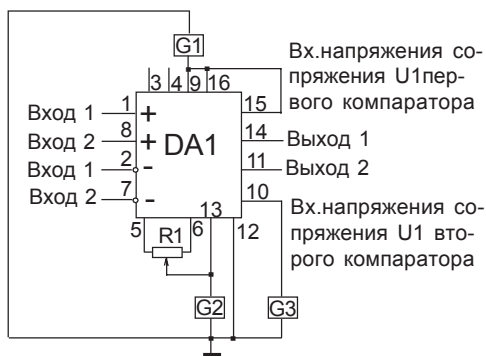 G1
Вх.напряжения со-
пряжения U1пер-
вого компаратора
3 4 9 16
15
Вход 1 1 +
Вход 2 8 +
Вход 1 2 -
Вход 2 7 -
DA1
14 Выход 1
11 Выход 2
10
13
12
5 R1 6
Вх.напряжения со-
пряжения U1 вто-
рого компаратора
G2
G3